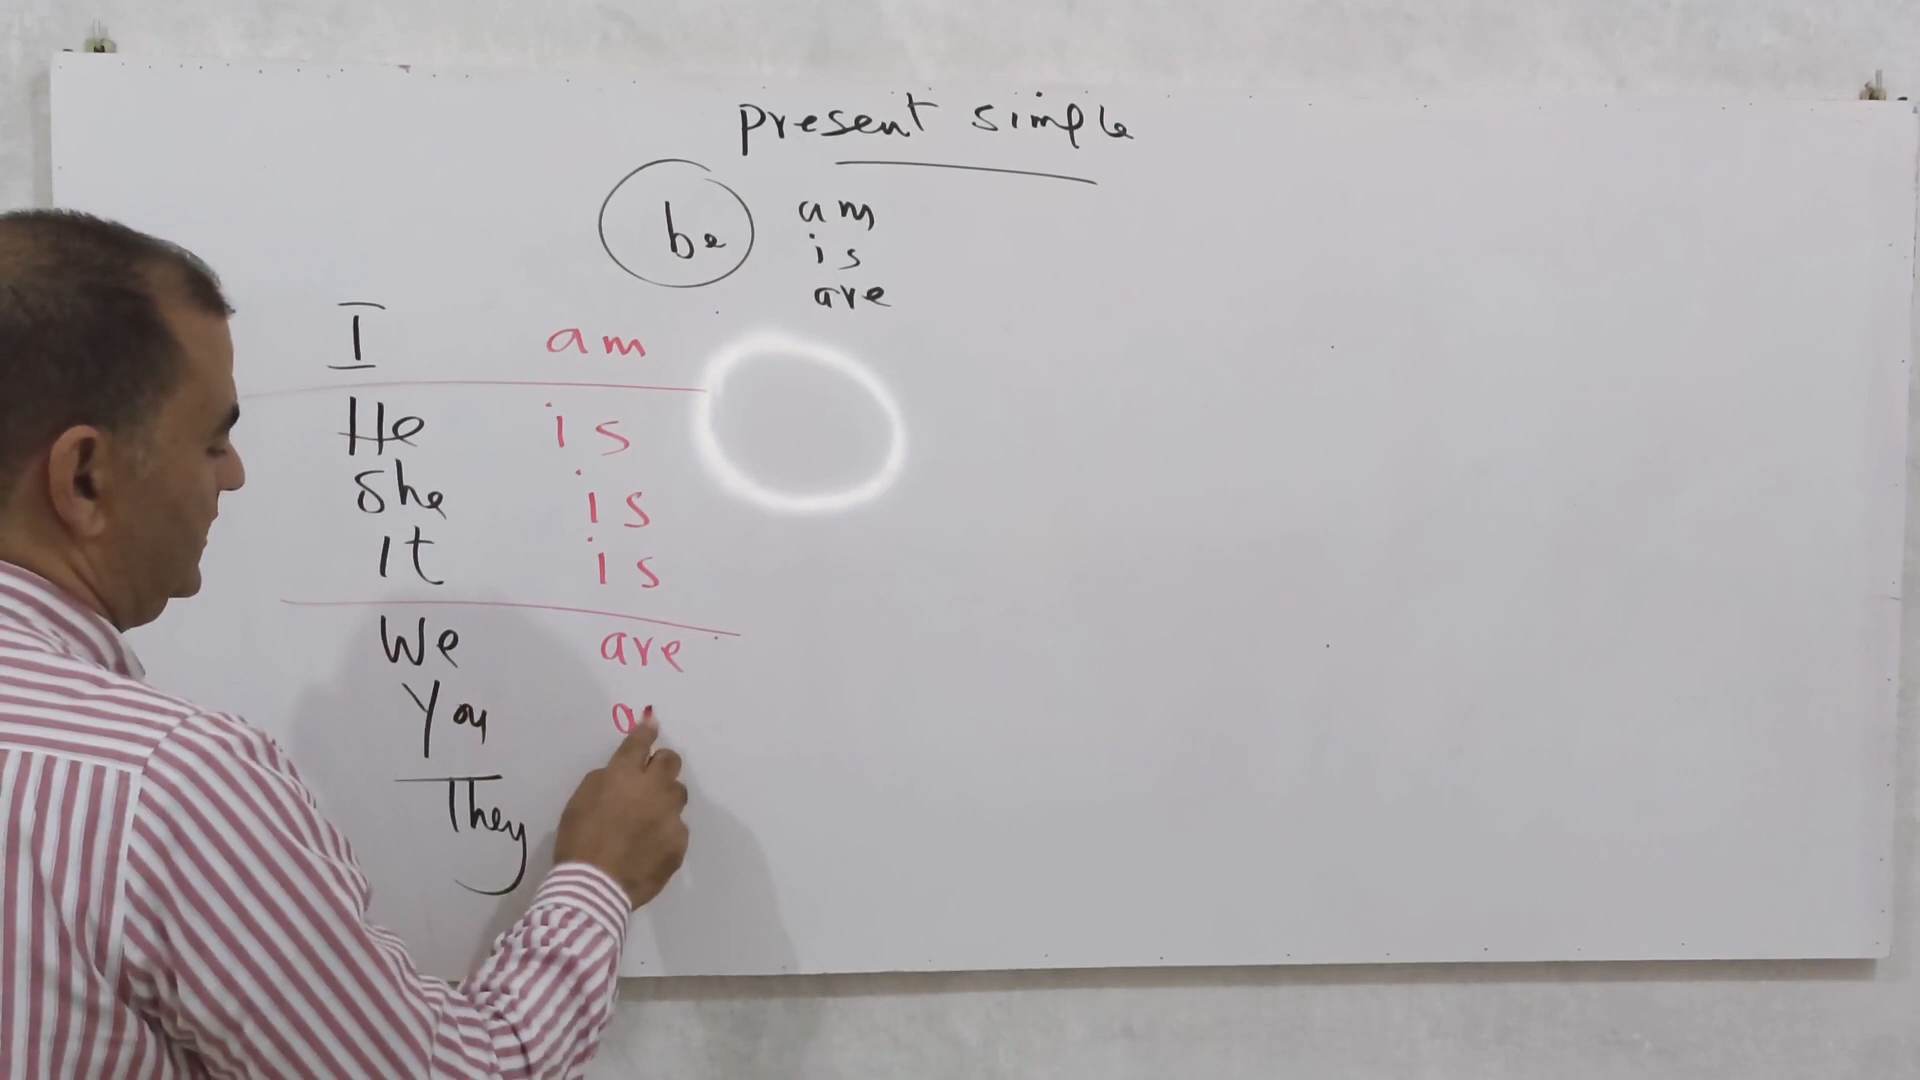 present simple
be am
is
are
I am
He is
She is
It is
We are
You a
They